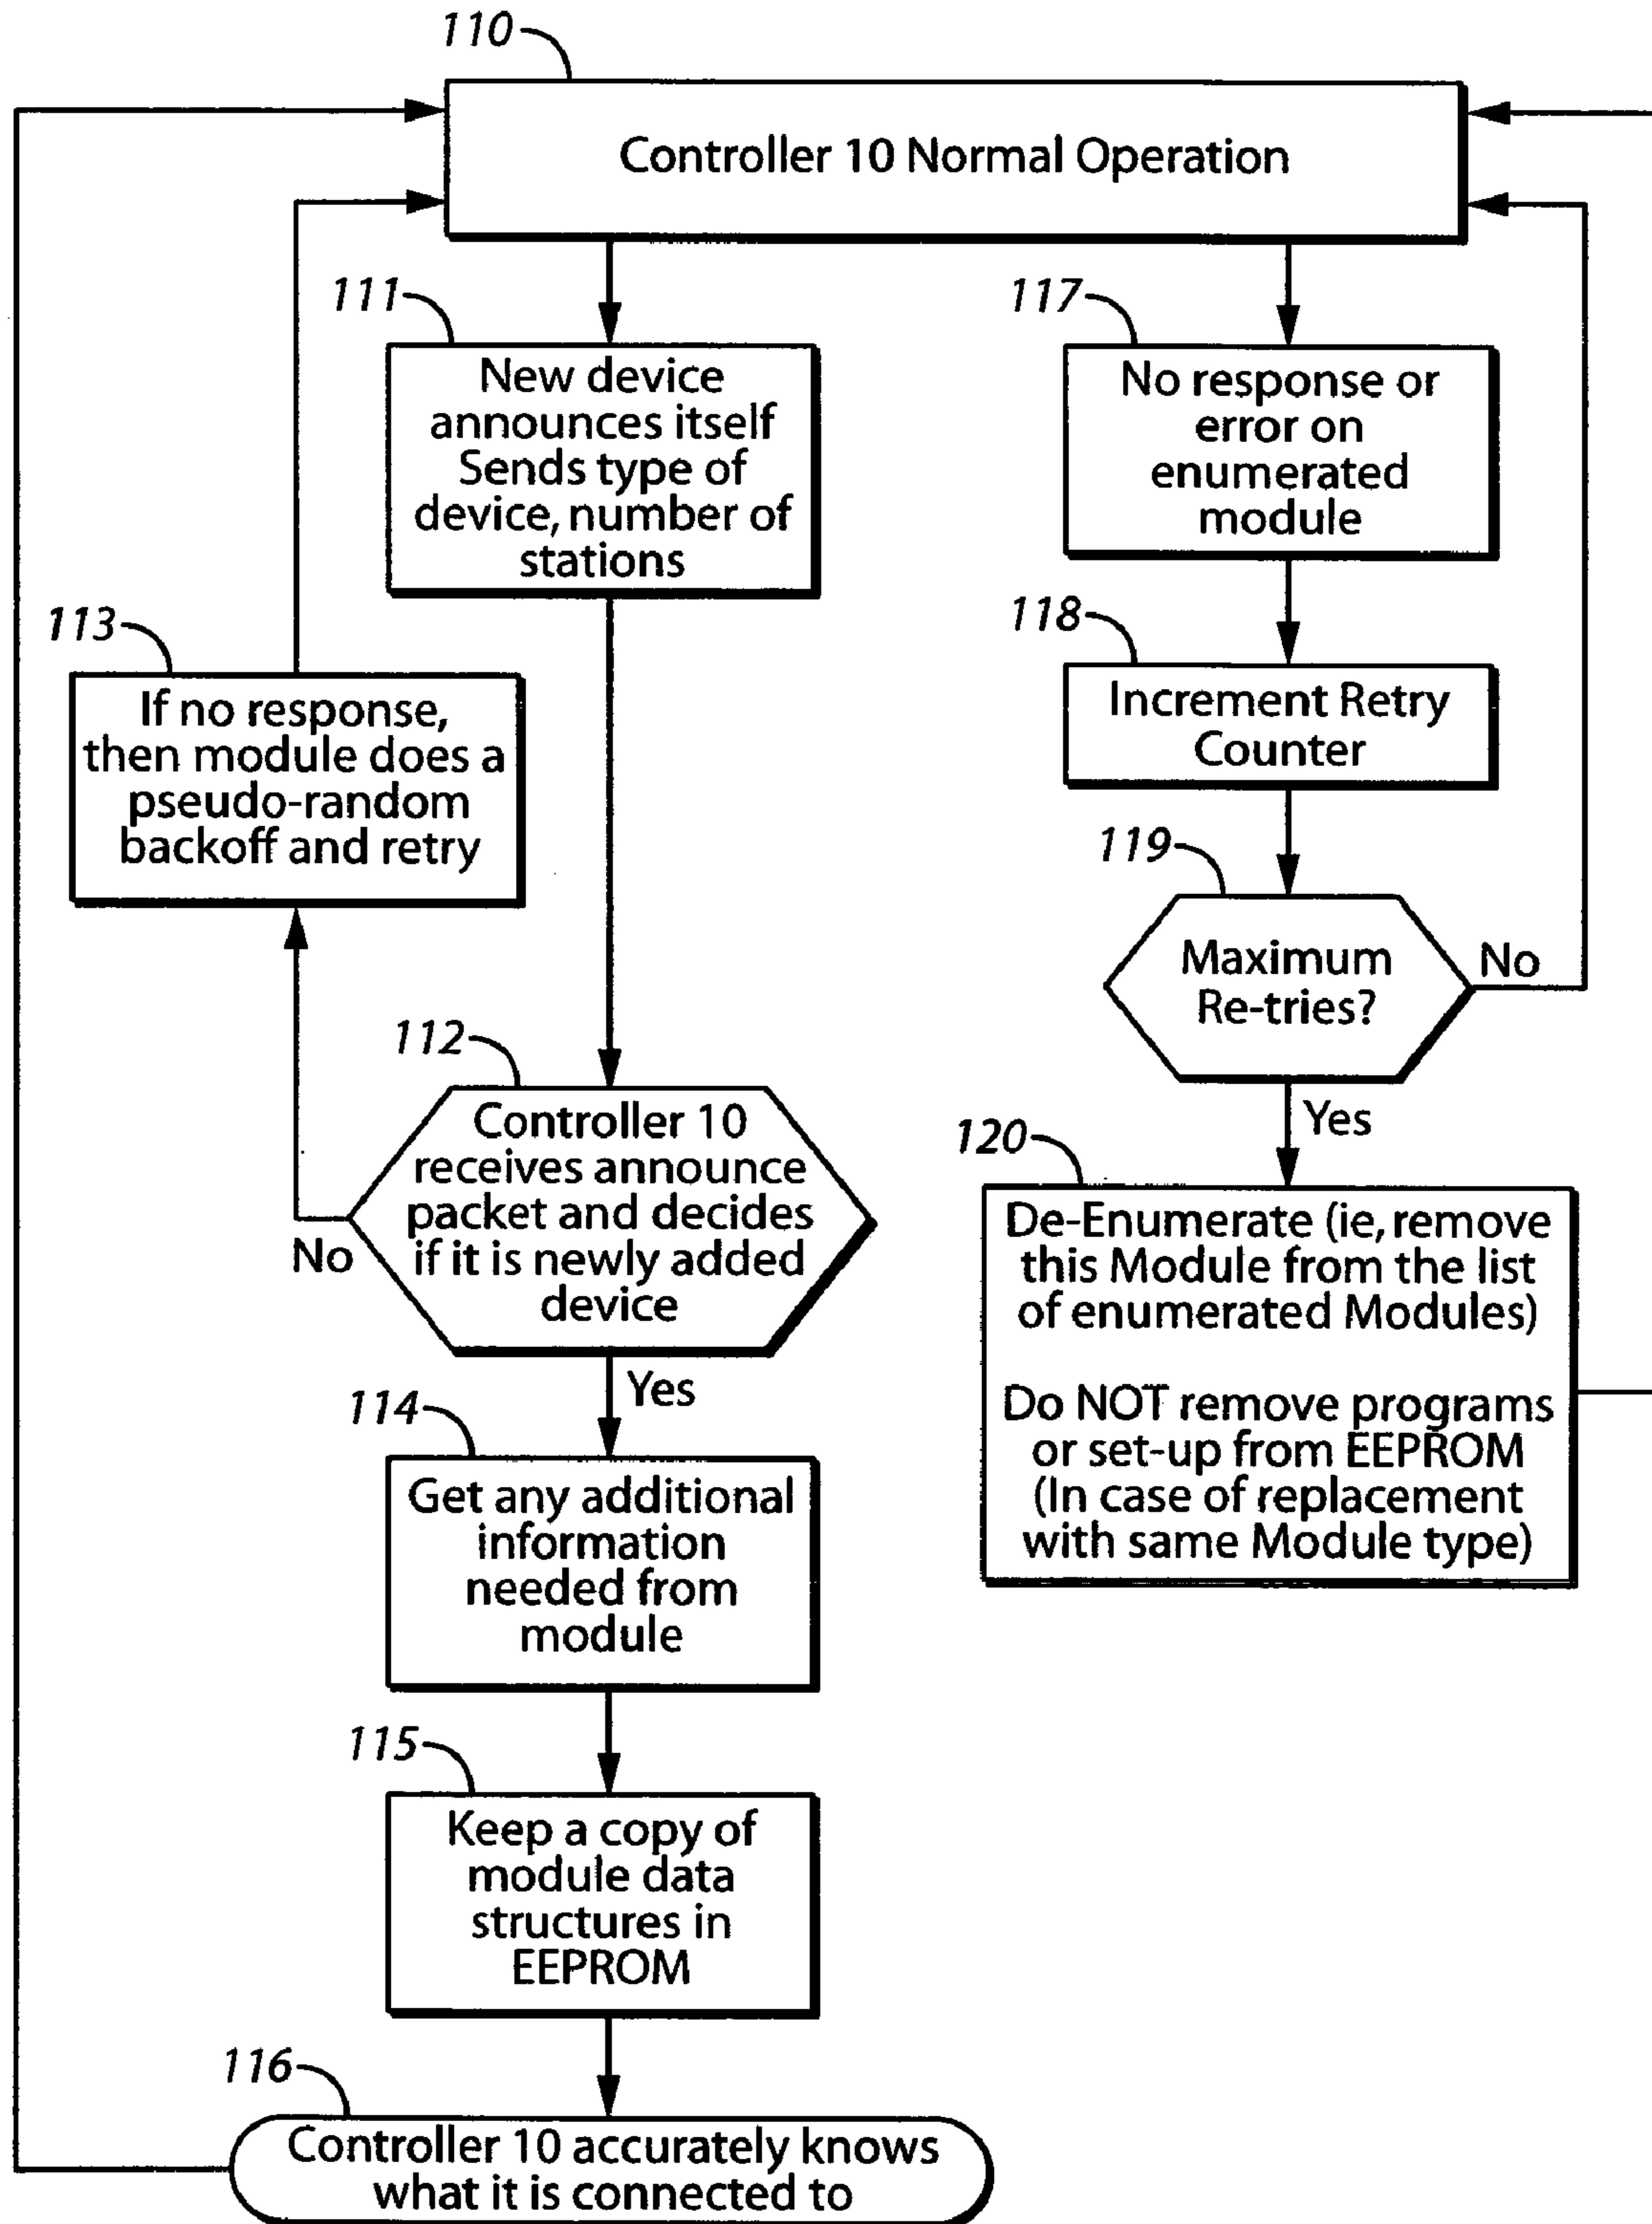 110
Controller 10 Normal Operation
111
New device
announces itself
Sends type of
device, number of
stations
113
If no response,
then module does a
pseudo-random
backoff and retry
112
Controller 10
receives announce
packet and decides
if it is newly added
device
No
Yes
114
Get any additional
information
needed from
module
115
Keep a copy of
module data
structures in
EEPROM
116
Controller 10 accurately knows
what it is connected to
117
No response or
error on
enumerated
module
118
Increment Retry
Counter
119
Maximum
Re-tries?
No
Yes
120
De-Enumerate (ie, remove
this Module from the list
of enumerated Modules)
Do NOT remove programs
or set-up from EEPROM
(In case of replacement
with same Module type)